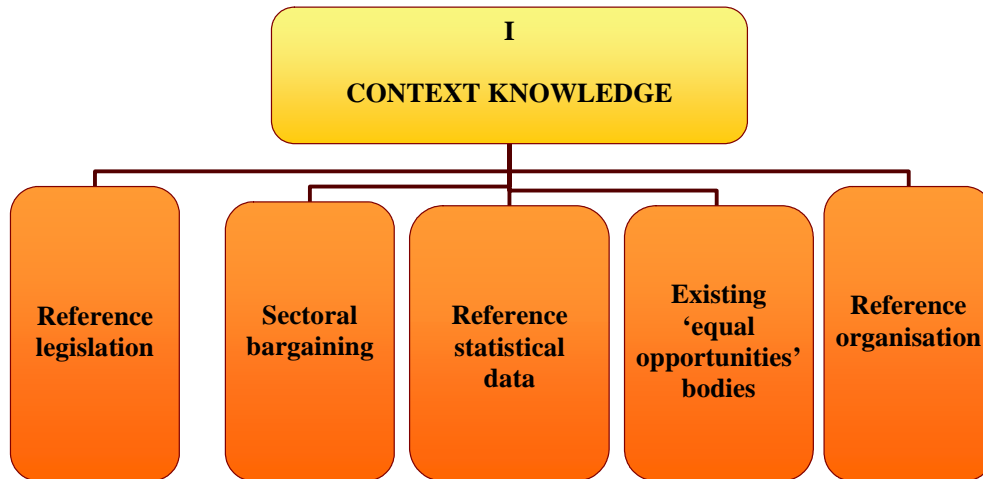 I
CONTEXT KNOWLEDGE
Reference
legislation
Sectoral
bargaining
Reference
statistical
data
Existing
‘equal
opportunities’
bodies
Reference
organisation